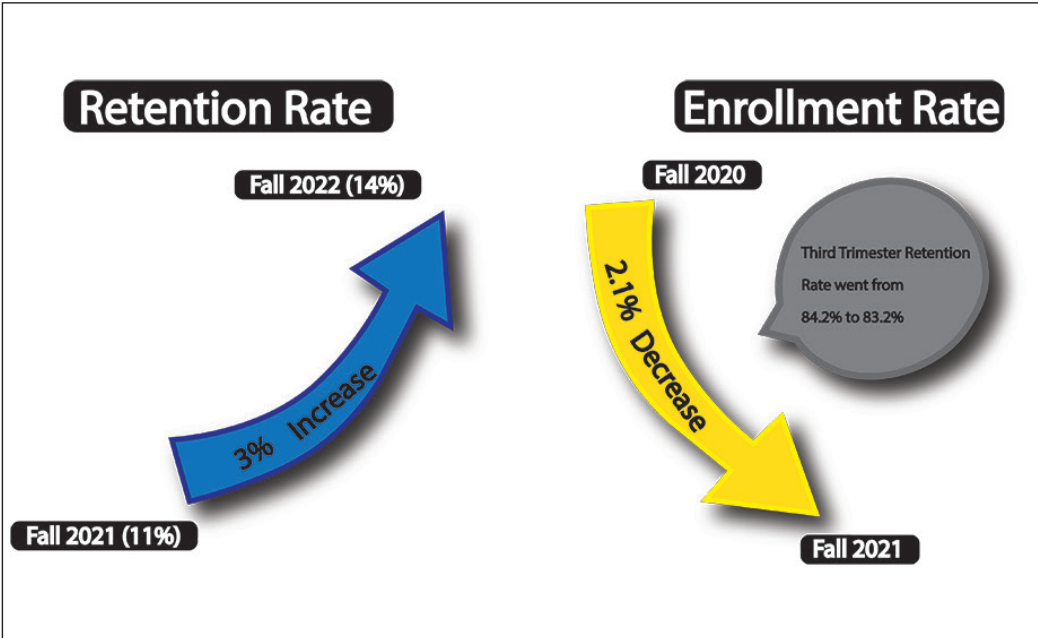 Retention Rate
Fall 2022 (14%)
3% Increase
Fall 2021 (11%)
Enrollment Rate
Fall 2020
2.1% Decrease
Third Trimester Retention
Rate went from
84.2% to 83.2%
Fall 2021